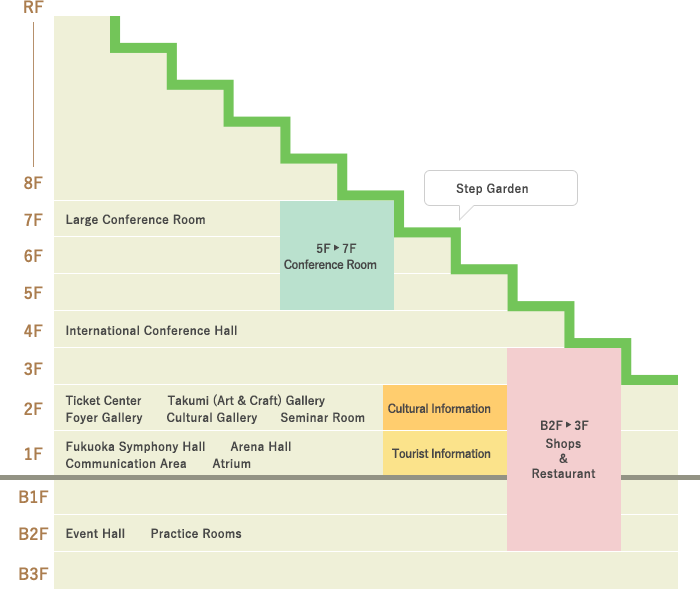 RF
8F
Step Garden
7F
Large Conference Room
5F ▸ 7F
Conference Room
6F
5F
4F
International Conference Hall
3F
2F
Ticket Center Takumi (Art & Craft) Gallery
Foyer Gallery Cultural Gallery Seminar Room
Cultural Information
B2F ▸ 3F
Shops
&
Restaurant
1F
Fukuoka Symphony Hall Arena Hall
Communication Area Atrium
Tourist Information
B1F
B2F
Event Hall Practice Rooms
B3F